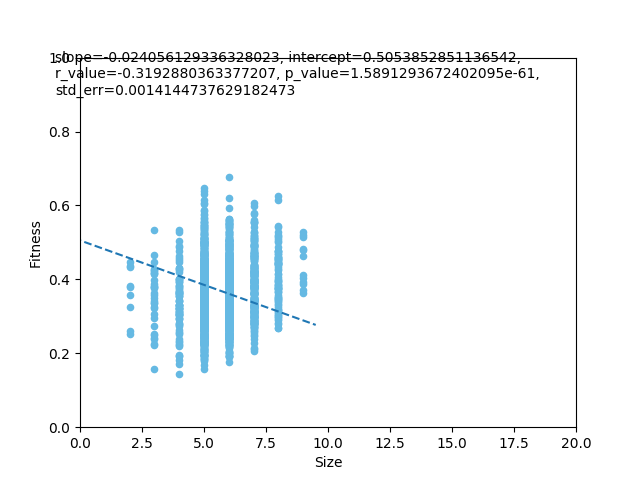 slope=-0.024056129336328023, intercept=0.5053852851136542,
r_value=-0.3192880363377207, p_value=1.5891293672402095e-61,
std_err=0.0014144737629182473
1.0
0.8
0.6
0.4
0.2
0.0
Fitness
0.0 2.5 5.0 7.5 10.0 12.5 15.0 17.5 20.0
Size